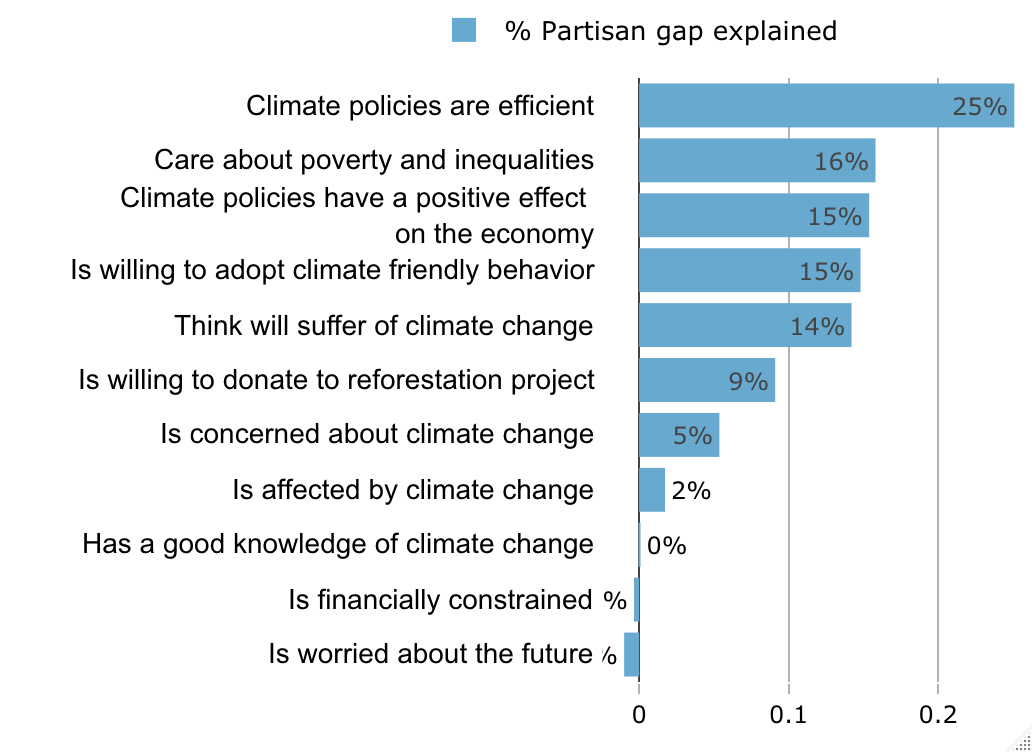 % Partisan gap explained
Climate policies are efficient 25%
Care about poverty and inequalities 16%
Climate policies have a positive effect
on the economy 15%
Is willing to adopt climate friendly behavior 15%
Think will suffer of climate change 14%
Is willing to donate to reforestation project 9%
Is concerned about climate change 5%
Is affected by climate change 2%
Has a good knowledge of climate change 0%
Is financially constrained %
Is worried about the future %
0 0.1 0.2